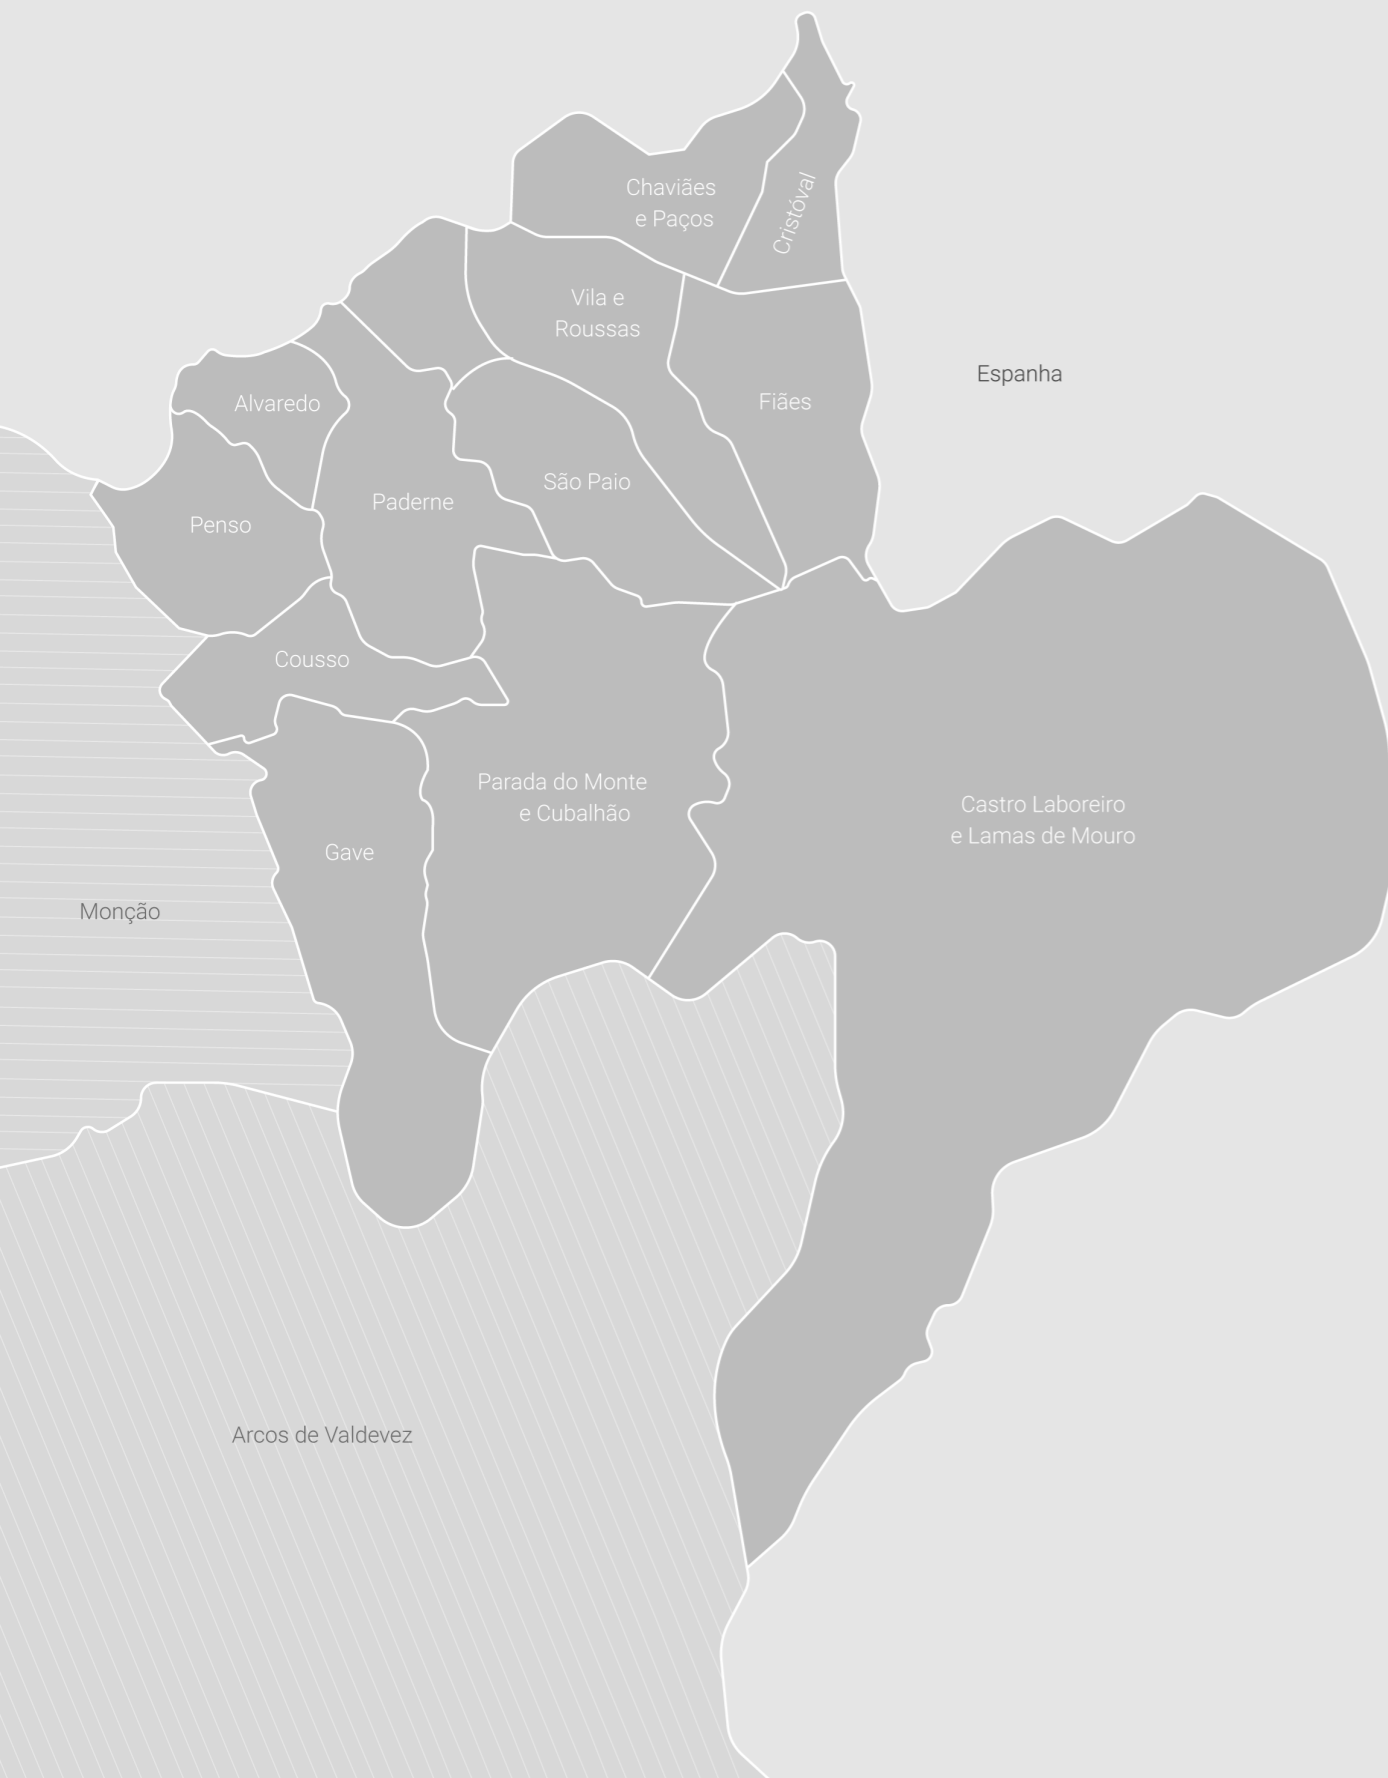 Chaviães
e Paços
Cristóval
Vila e
Roussas
Espanha
Alvaredo
Fiães
São Paio
Paderne
Penso
Cousso
Parada do Monte
e Cubalhão
Castro Laboreiro
e Lamas de Mouro
Gave
Monção
Arcos de Valdevez